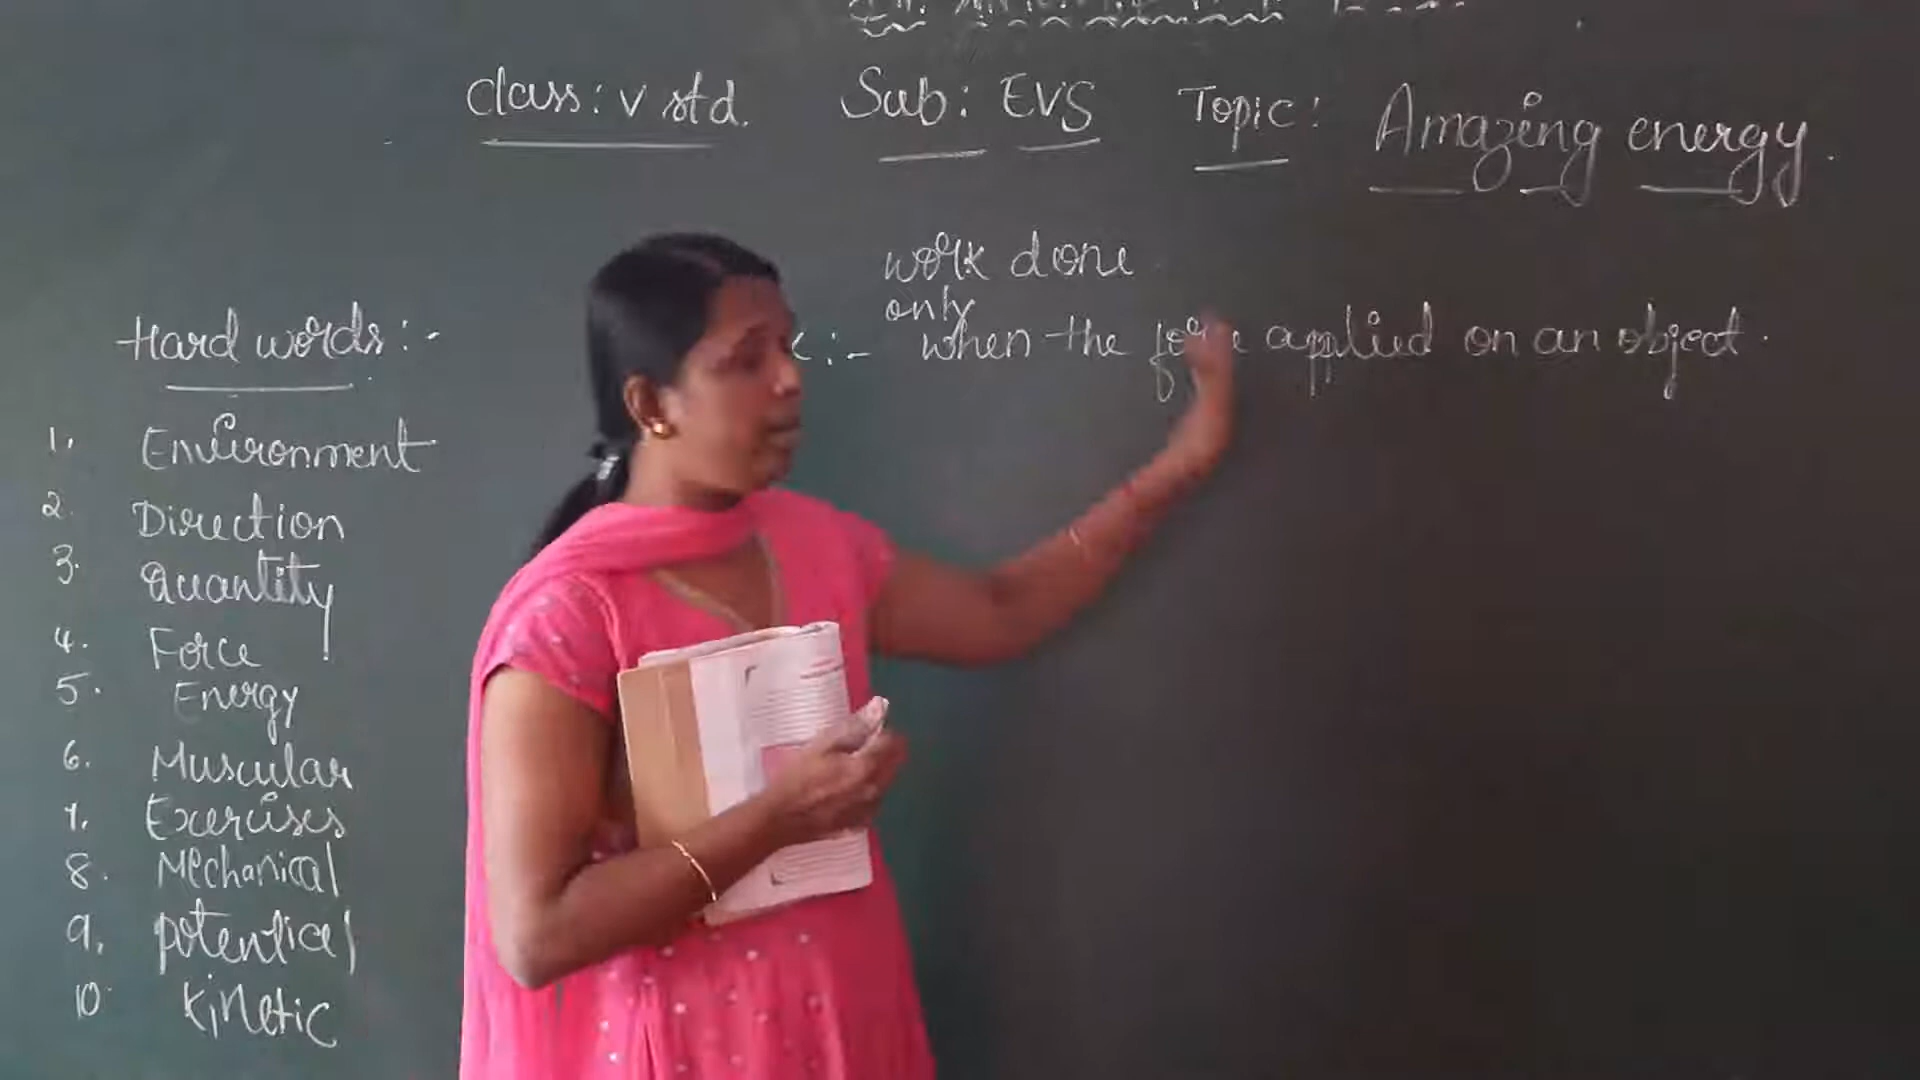 Class: V std. Sub: EVS Topic: Amazing energy.
work done
only
:- when the force applied on an object.
Hard words:-
1. Environment
2. Direction
3. Quantity
4. Force
5. Energy
6. Muscular
7. Exercises
8. Mechanical
9. potential
10. Kinetic